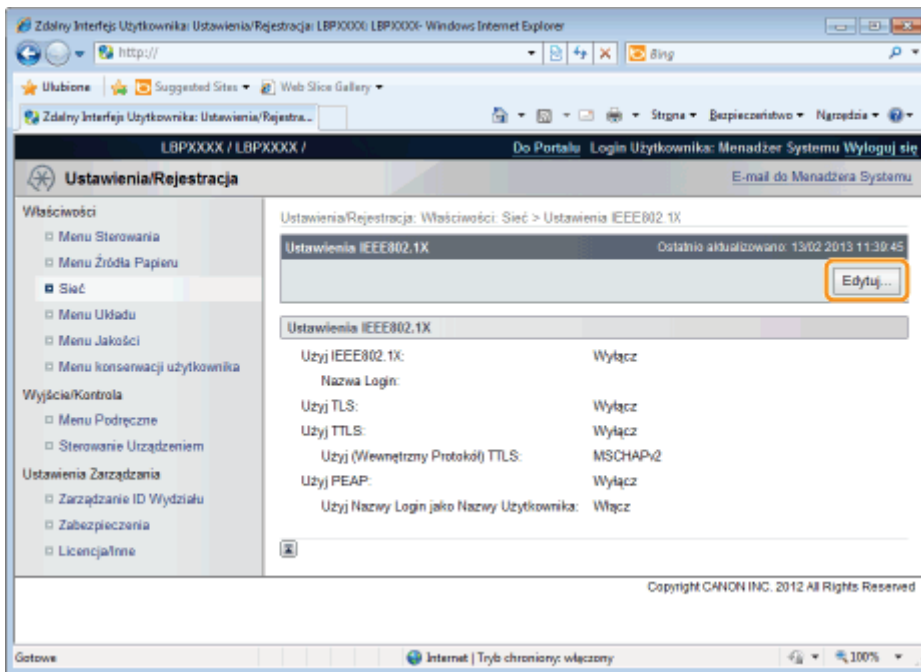 Zdalny Interfejs Użytkownika: Ustawienia/Rejestracja: LBPXXXX: LBPXXXX- Windows Internet Explorer
http://
Bing
Ulubione Suggested Sites Web Slice Gallery
Zdalny Interfejs Użytkownika: Ustawienia/Rejestra... Strona Bezpieczeństwo Narzędzia
LBPXXXX / LBPXXXX / Do Portalu Login Użytkownika: Menadżer Systemu Wyloguj się
Ustawienia/Rejestracja E-mail do Menadżera Systemu
Właściwości
Menu Sterowania
Menu Źródła Papieru
Sieć
Menu Układu
Menu Jakości
Menu konserwacji użytkownika
Wyjście/Kontrola
Menu Podręczne
Sterowanie Urządzeniem
Ustawienia Zarządzania
Zarządzanie ID Wydziału
Zabezpieczenia
Licencja/Inne
Ustawienia/Rejestracja: Właściwości: Sieć > Ustawienia IEEE802.1X
Ustawienia IEEE802.1X Ostatnio aktualizowano: 13/02 2013 11:39:45
Edytuj...
Ustawienia IEEE802.1X
Użyj IEEE802.1X: Wyłącz
Nazwa Login:
Użyj TLS: Wyłącz
Użyj TTLS: Wyłącz
Użyj (Wewnętrzny Protokół) TTLS: MSCHAPv2
Użyj PEAP: Wyłącz
Użyj Nazwy Login jako Nazwy Użytkownika: Włącz
Copyright CANON INC. 2012 All Rights Reserved
Gotowe Internet | Tryb chroniony: włączony 100%